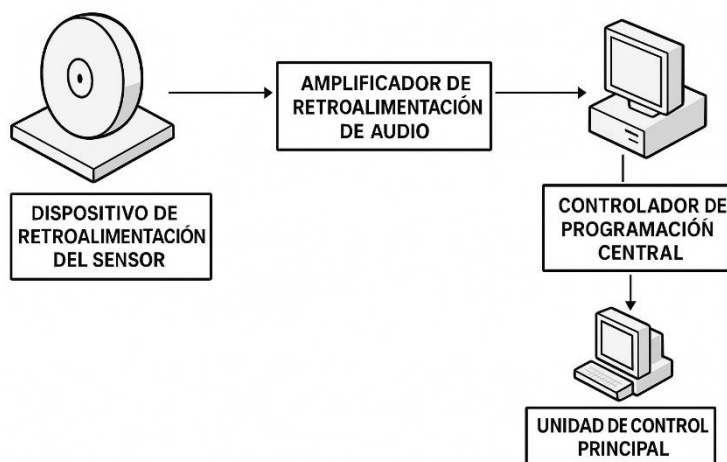 AMPLIFICADOR DE
RETROALIMENTACIÓN
DE AUDIO
DISPOSITIVO DE
RETROALIMENTACIÓN
DEL SENSOR
CONTROLADOR DE
PROGRAMACIÓN
CENTRAL
UNIDAD DE CONTROL
PRINCIPAL